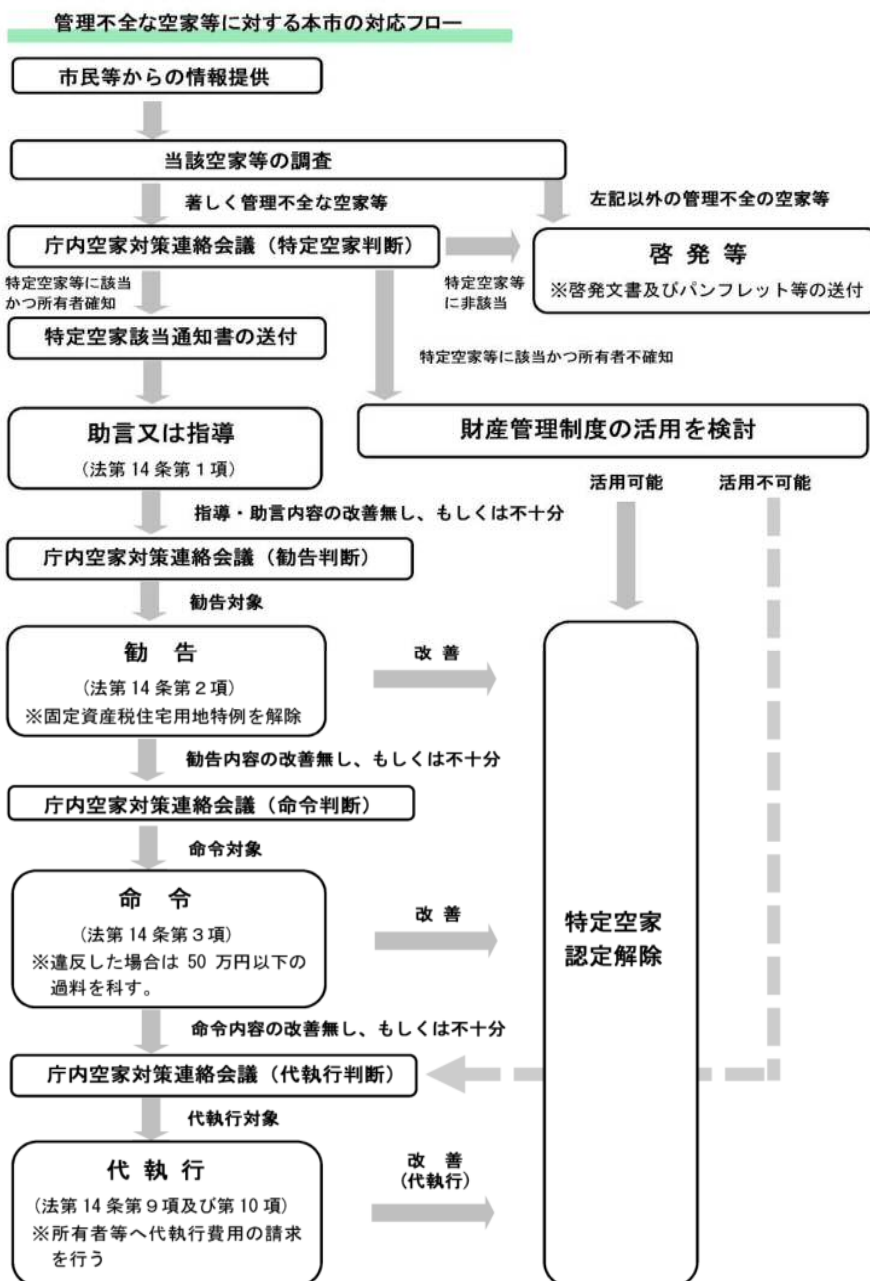 管理不全な空家等に対する本市の対応フロー
市民等からの情報提供
当該空家等の調査
著しく管理不全な空家等
左記以外の管理不全の空家等
庁内空家対策連絡会議（特定空家判断）
啓発等
※啓発文書及びパンフレット等の送付
特定空家等に該当
かつ所有者確知
特定空家等
に非該当
特定空家該当通知書の送付
特定空家等に該当かつ所有者不確知
助言又は指導
（法第14条第1項）
財産管理制度の活用を検討
活用可能
活用不可能
指導・助言内容の改善無し、もしくは不十分
庁内空家対策連絡会議（勧告判断）
勧告対象
勧告
（法第14条第2項）
※固定資産税住宅用地特例を解除
改善
勧告内容の改善無し、もしくは不十分
庁内空家対策連絡会議（命令判断）
命令対象
命令
（法第14条第3項）
※違反した場合は 50 万円以下の
過料を科す。
改善
特定空家
認定解除
命令内容の改善無し、もしくは不十分
庁内空家対策連絡会議（代執行判断）
代執行対象
代執行
（法第14条第9項及び第10項）
※所有者等へ代執行費用の請求
を行う
改善
（代執行）